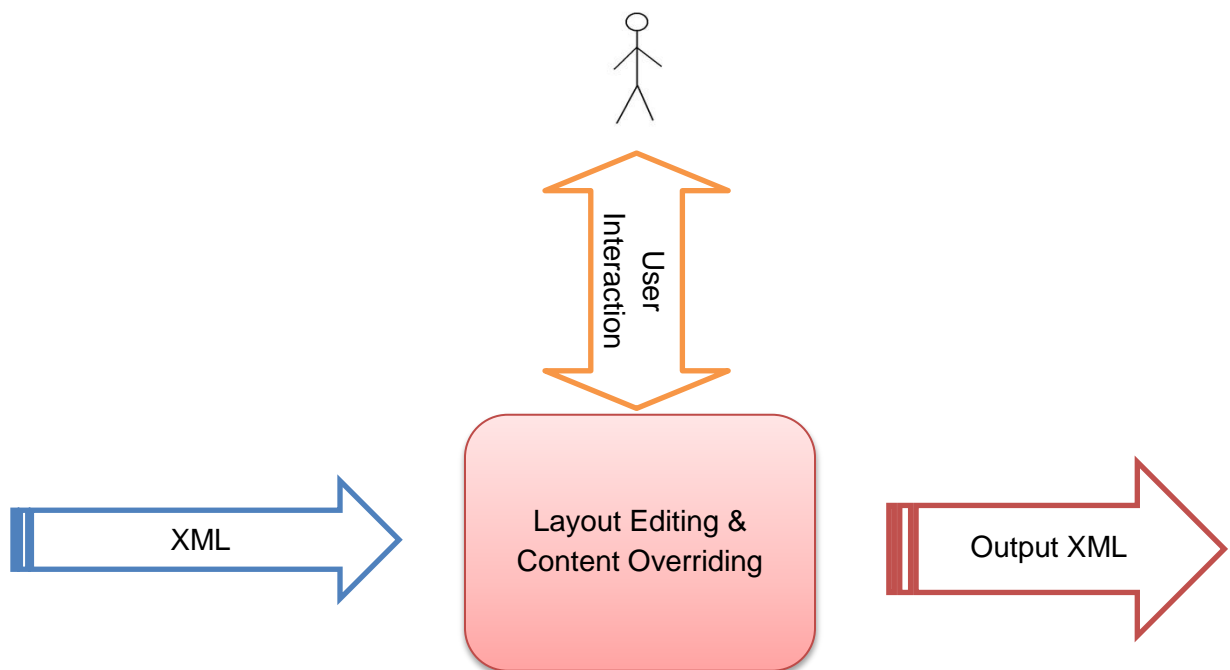 User
Interaction
XML
Layout Editing &
Content Overriding
Output XML